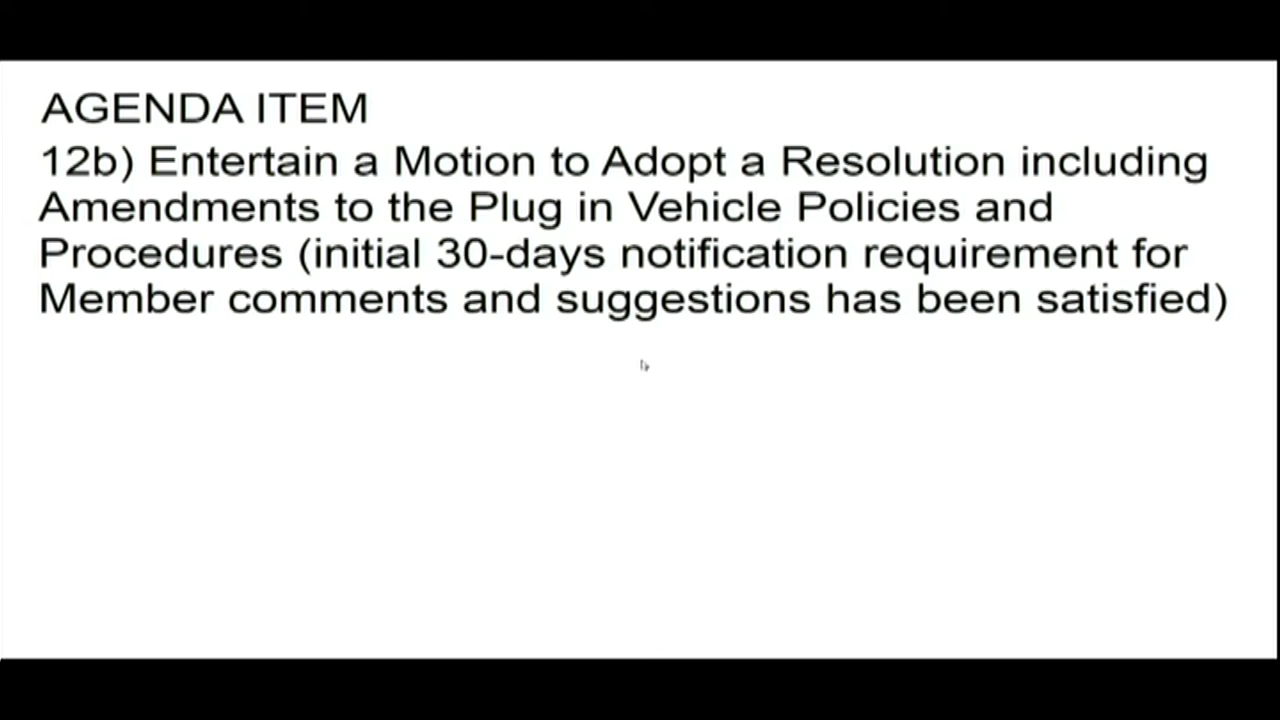 AGENDA ITEM
12b) Entertain a Motion to Adopt a Resolution including
Amendments to the Plug in Vehicle Policies and
Procedures (initial 30-days notification requirement for
Member comments and suggestions has been satisfied)